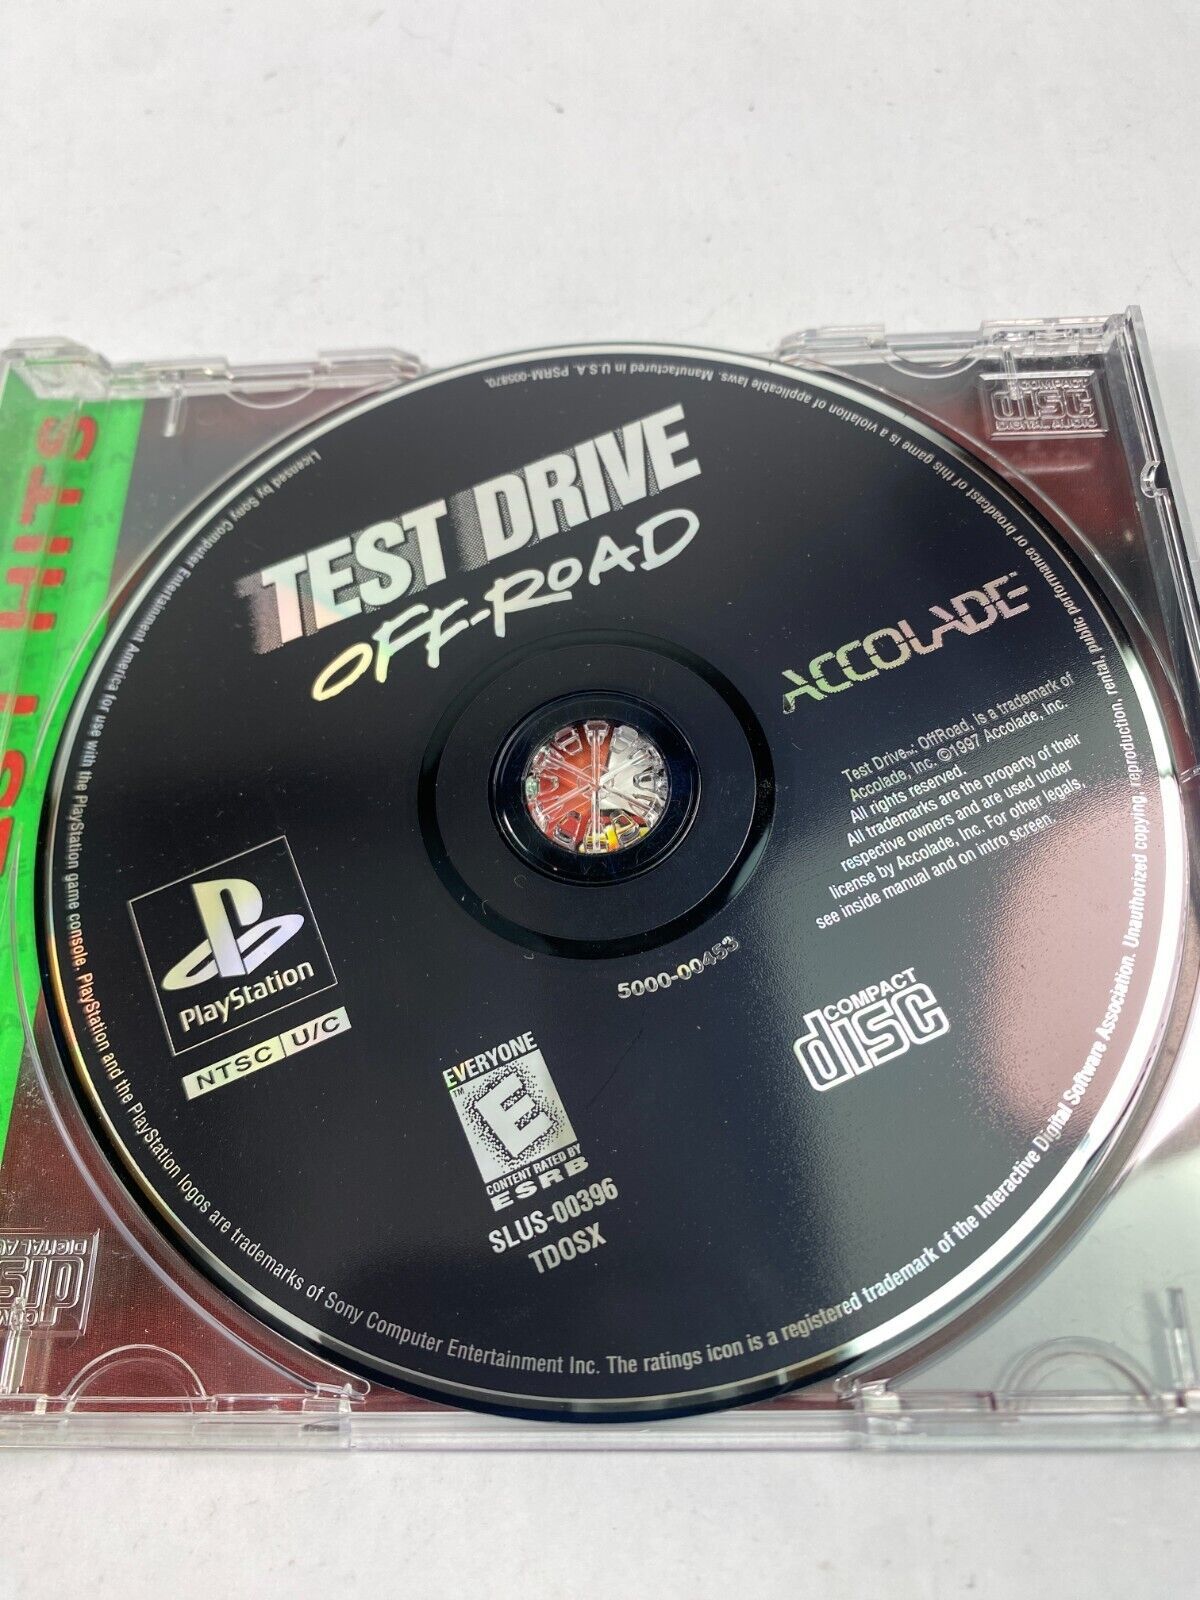 TEST DRIVE
OFF-ROAD
ACCOLADE
Test Drive™: OffRoad, is a trademark of
Accolade, Inc. ©1997 Accolade, Inc.
All rights reserved.
All trademarks are the property of their
respective owners and are used under
license by Accolade, Inc. For other legals,
see inside manual and on intro screen.
PlayStation
NTSC U/C
5000-00453
COMPACT
disc
EVERYONE
E
TM
CONTENT RATED BY
ESRB
SLUS-00396
TDOSX
Licensed by Sony Computer Entertainment America for use with the PlayStation game console. PlayStation and the PlayStation logos are trademarks of Sony Computer Entertainment Inc. The ratings icon is a registered trademark of the Interactive Digital Software Association. Unauthorized copying, reproduction, rental, public performance or broadcast of this game is a violation of applicable laws. Manufactured in U.S.A. PSRM-005870.
HITS
COMPACT
disc
DIGITAL AUDIO
disc